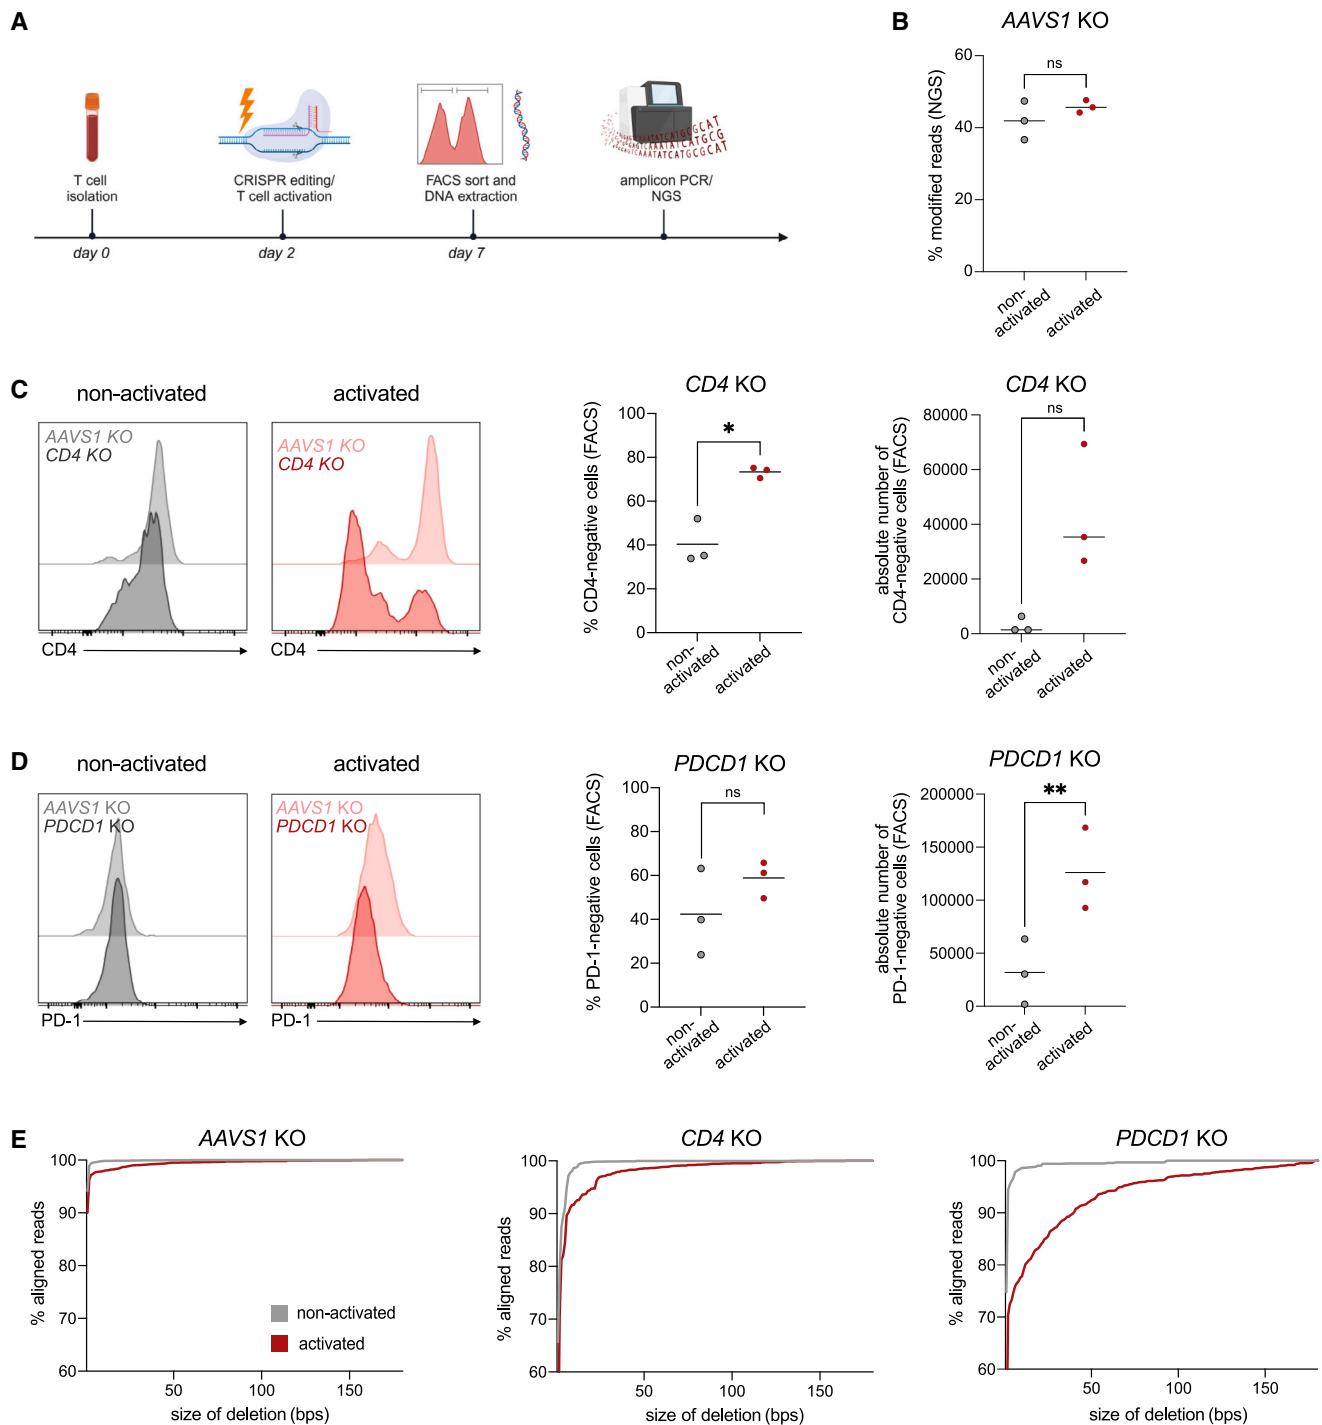 A
T cell
isolation
CRISPR editing/
T cell activation
FACS sort and
DNA extraction
amplicon PCR/
NGS
day 0
day 2
day 7
B
AAVS1 KO
% modified reads (NGS)
60
40
20
0
ns
non-
activated
activated
C
non-activated
AAVS1 KO
CD4 KO
CD4
activated
AAVS1 KO
CD4 KO
CD4
CD4 KO
% CD4-negative cells (FACS)
100
80
60
40
20
0
*
non-
activated
activated
CD4 KO
absolute number of
CD4-negative cells (FACS)
80000
60000
40000
20000
0
ns
non-
activated
activated
D
non-activated
AAVS1 KO
PDCD1 KO
PD-1
activated
AAVS1 KO
PDCD1 KO
PD-1
PDCD1 KO
% PD-1-negative cells (FACS)
100
80
60
40
20
0
ns
non-
activated
activated
PDCD1 KO
absolute number of
PD-1-negative cells (FACS)
200000
150000
100000
50000
0
**
non-
activated
activated
E
AAVS1 KO
% aligned reads
100
90
80
70
60
non-activated
activated
50
100
150
size of deletion (bps)
CD4 KO
% aligned reads
100
90
80
70
60
50
100
150
size of deletion (bps)
PDCD1 KO
% aligned reads
100
90
80
70
60
50
100
150
size of deletion (bps)